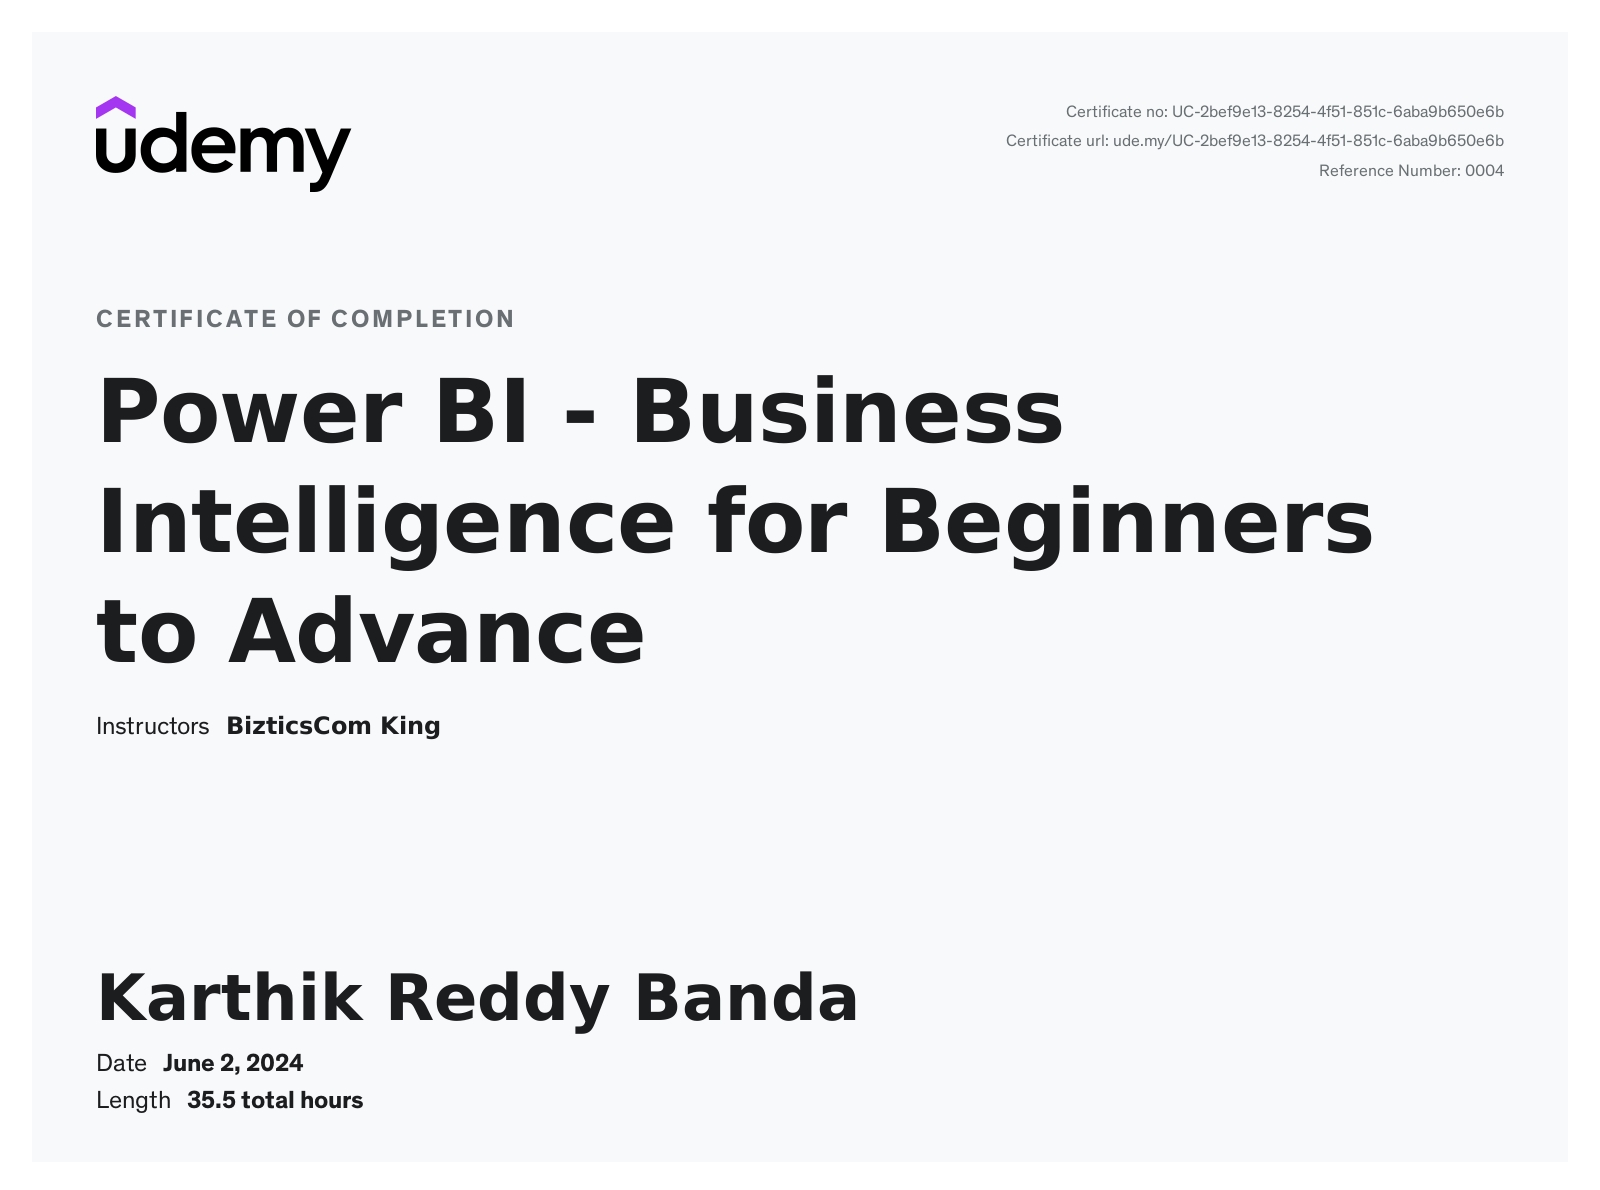 udemy
Certificate no: UC-2bef9e13-8254-4f51-851c-6aba9b650e6b
Certificate url: ude.my/UC-2bef9e13-8254-4f51-851c-6aba9b650e6b
Reference Number: 0004
CERTIFICATE OF COMPLETION
Power BI - Business
Intelligence for Beginners
to Advance
Instructors BizticsCom King
Karthik Reddy Banda
Date June 2, 2024
Length 35.5 total hours